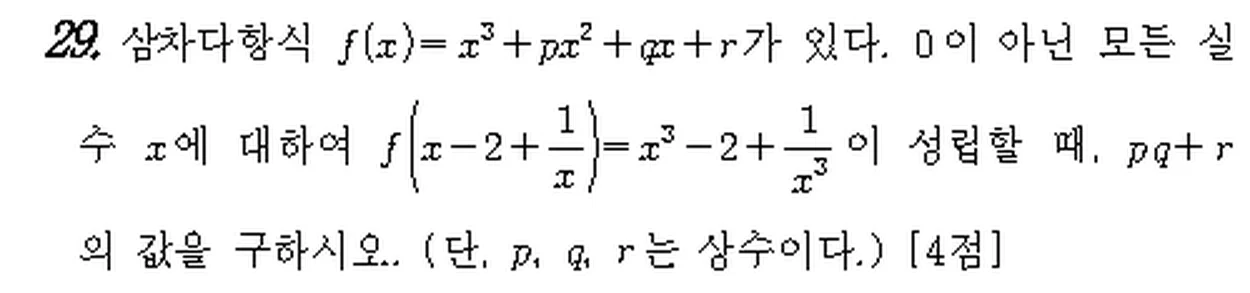 29. 삼차다항식 f(x)=x³+px²+qx+r가 있다. 0이 아닌 모든 실
수 x에 대하여 f(x-2+1/x)=x³-2+1/x³이 성립할 때, pq+r
의 값을 구하시오.. (단, p, q, r는 상수이다.) [4점]